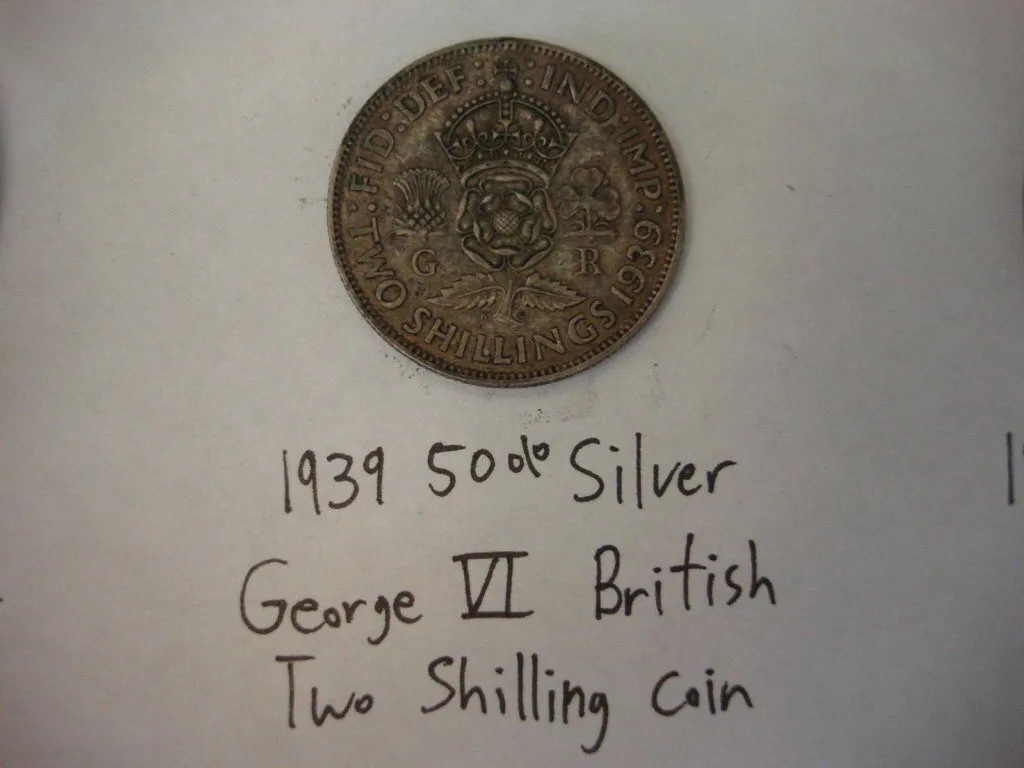 TWO SHILLINGS 1939
·FID:DEF·:IND:IMP·
G R
1939 50% Silver
George VI British
Two Shilling Coin